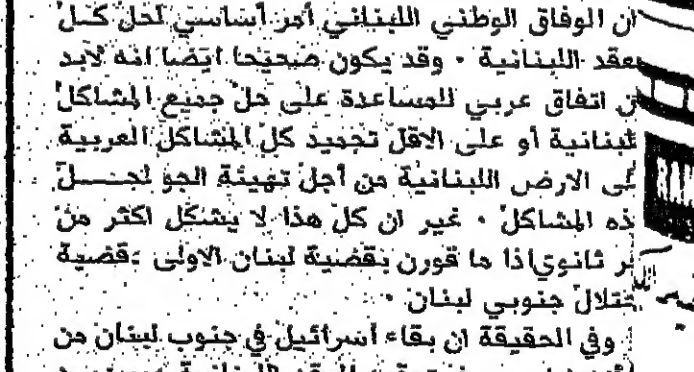 ان الوفاق الوطني اللبناني أمر أساسي لحل كل
عقد اللبنانية . وقد يكون صحيحا ايضا انه لابد
ن اتفاق عربي للمساعدة على حل جميع المشاكل
لبنانية أو على الاقل تجميد كل المشاكل العربية
لى الارض اللبنانية من أجل تهيئة الجو لحـــل
ذه المشاكل . غير ان كل هذا لا يشكل اكثر من
ر ثانوي اذا ما قورن بقضية لبنان الاولى : قضية
حتلال جنوبي لبنان .
وفي الحقيقة ان بقاء أسرائيل في جنوب لبنان من